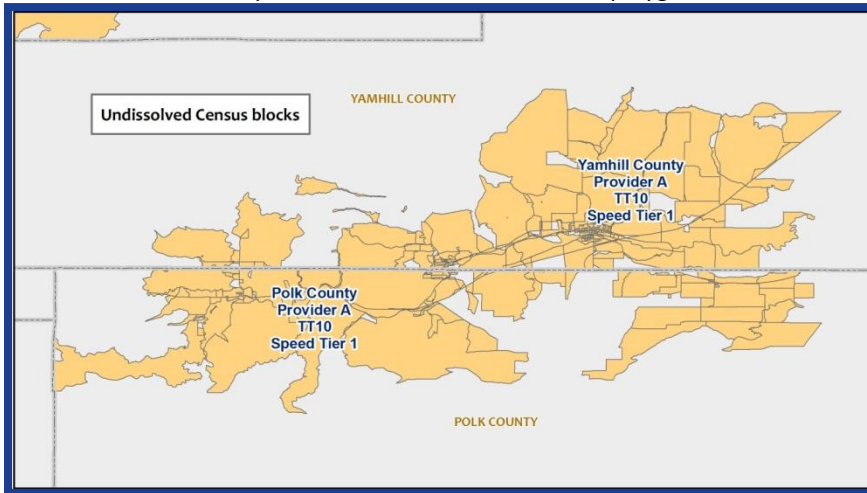 YAMHILL COUNTY
Undissolved Census blocks
Yamhill County
Provider A
TT10
Speed Tier 1
Polk County
Provider A
TT10
Speed Tier 1
POLK COUNTY